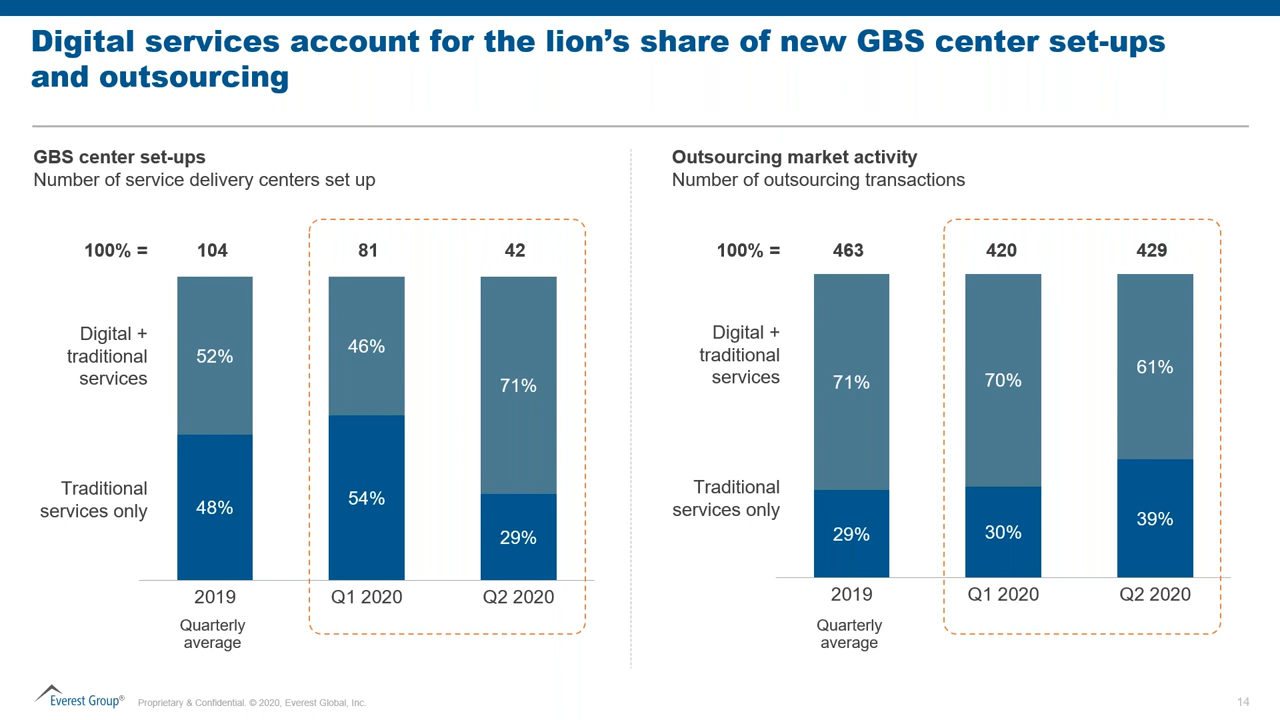 Digital services account for the lion’s share of new GBS center set-ups
and outsourcing
GBS center set-ups
Number of service delivery centers set up
100% =
104
81
42
Digital +
traditional
services
52%
46%
71%
Traditional
services only
48%
54%
29%
2019
Q1 2020
Q2 2020
Quarterly
average
Outsourcing market activity
Number of outsourcing transactions
100% =
463
420
429
Digital +
traditional
services
71%
70%
61%
Traditional
services only
29%
30%
39%
2019
Q1 2020
Q2 2020
Quarterly
average
Everest Group®
Proprietary & Confidential. © 2020, Everest Global, Inc.
14